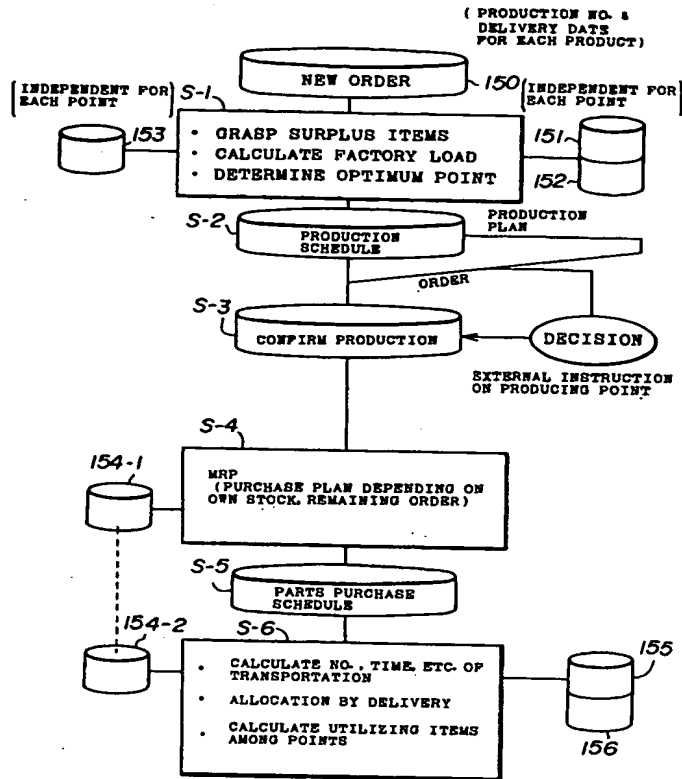 ( PRODUCTION NO. &
DELIVERY DATE
FOR EACH PRODUCT)
NEW ORDER
150
[INDEPENDENT FOR
EACH POINT]
S-1
[INDEPENDENT FOR
EACH POINT]
153
• GRASP SURPLUS ITEMS
• CALCULATE FACTORY LOAD
• DETERMINE OPTIMUM POINT
151
152
S-2
PRODUCTION
SCHEDULE
PRODUCTION
PLAN
ORDER
S-3
CONFIRM PRODUCTION
DECISION
EXTERNAL INSTRUCTION
ON PRODUCING POINT
S-4
154-1
MRP
(PURCHASE PLAN DEPENDING ON
OWN STOCK, REMAINING ORDER)
S-5
PARTS PURCHASE
SCHEDULE
154-2
S-6
• CALCULATE NO., TIME, ETC. OF
TRANSPORTATION
• ALLOCATION BY DELIVERY
• CALCULATE UTILIZING ITEMS
AMONG POINTS
155
156